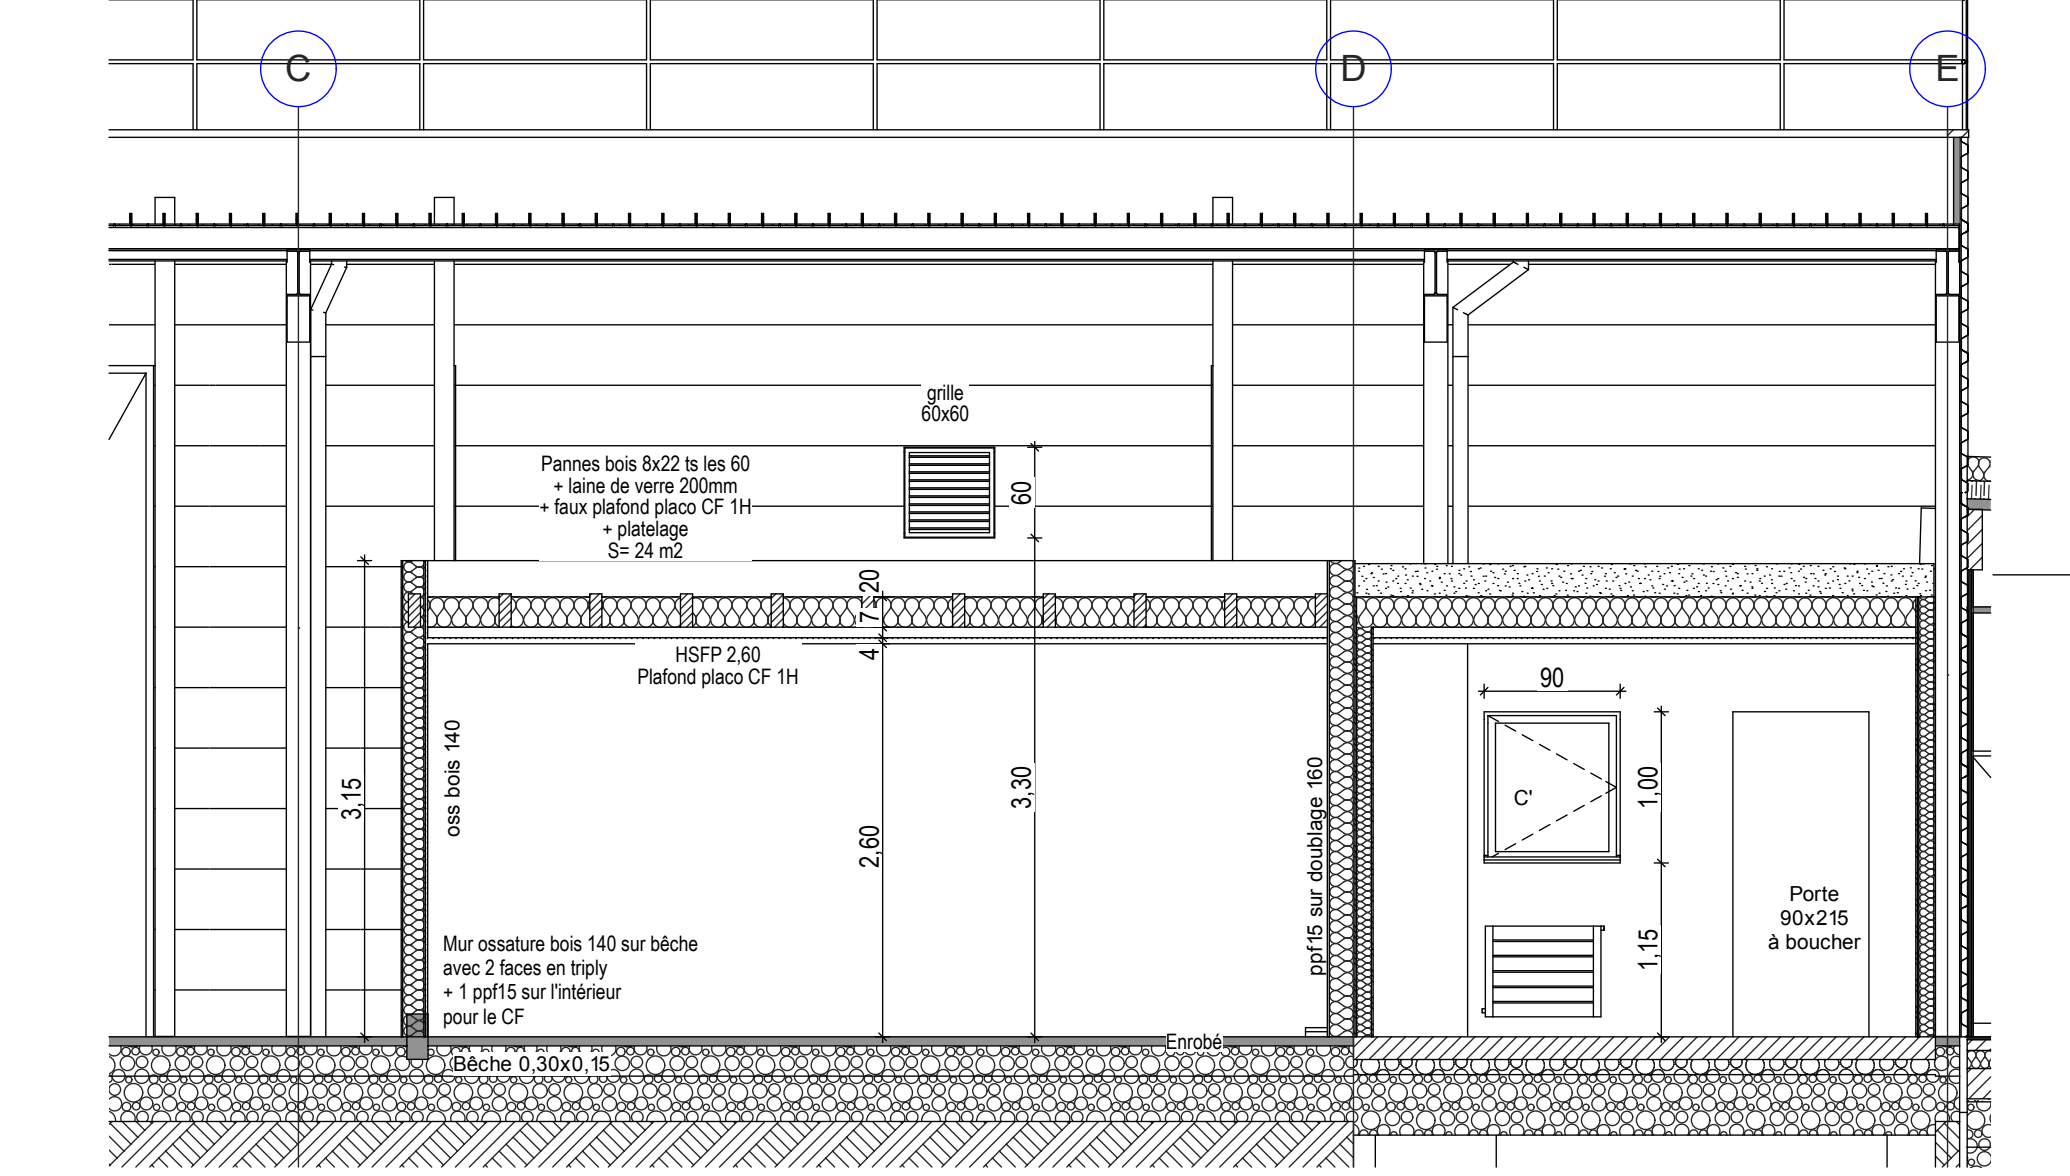 C
D
E
grille
60x60
Pannes bois 8x22 ts les 60
+ laine de verre 200mm
+ faux plafond placo CF 1H
+ platelage
S= 24 m2
60
20
7
4
HSFP 2,60
Plafond placo CF 1H
90
oss bois 140
3,15
2,60
3,30
ppf15 sur doublage 160
C'
1,00
1,15
Porte
90x215
à boucher
Mur ossature bois 140 sur bêche
avec 2 faces en triply
+ 1 ppf15 sur l'intérieur
pour le CF
Enrobé
Bêche 0,30x0,15